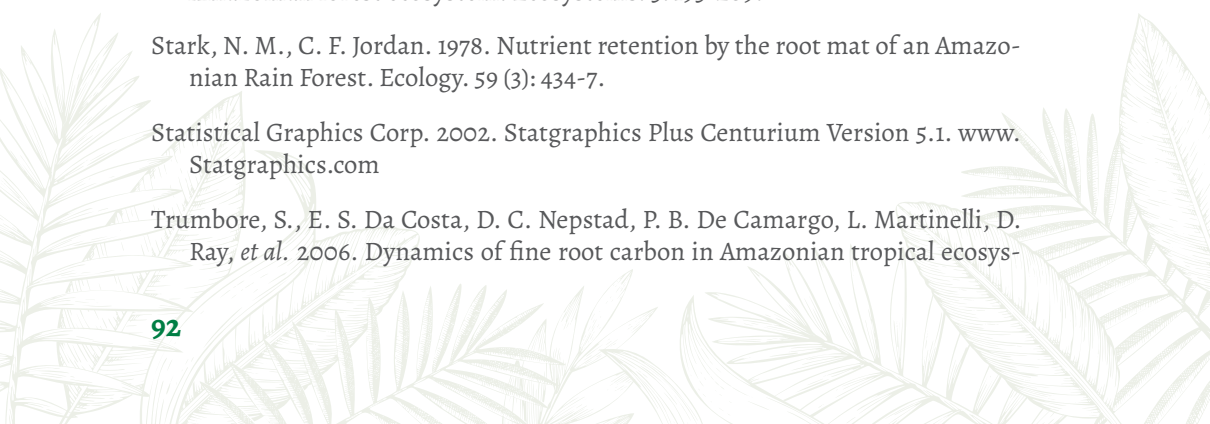 Stark, N. M., C. F. Jordan. 1978. Nutrient retention by the root mat of an Amazo-
nian Rain Forest. Ecology. 59 (3): 434-7.
Statistical Graphics Corp. 2002. Statgraphics Plus Centurium Version 5.1. www.
Statgraphics.com
Trumbore, S., E. S. Da Costa, D. C. Nepstad, P. B. De Camargo, L. Martinelli, D.
Ray, et al. 2006. Dynamics of fine root carbon in Amazonian tropical ecosys-
92